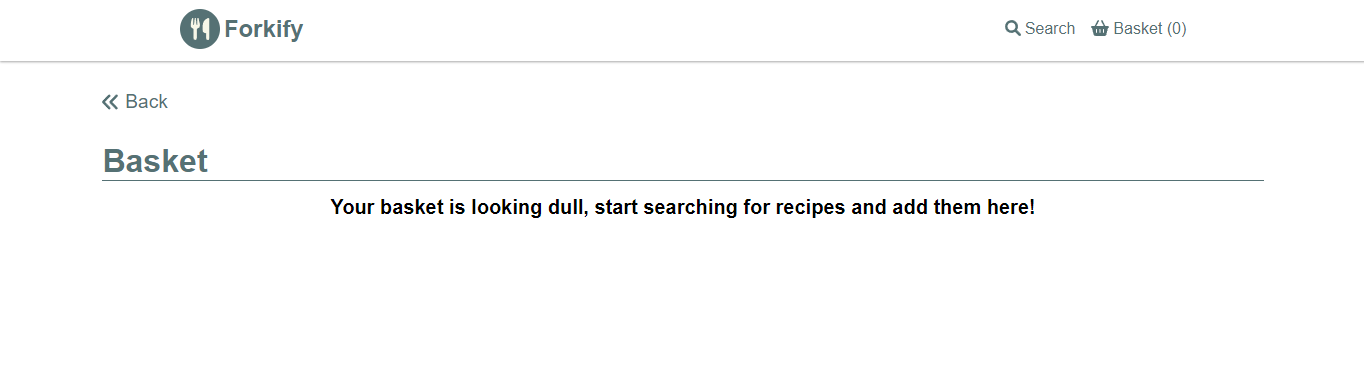 Forkify
Search
Basket (0)
Back
Basket
Your basket is looking dull, start searching for recipes and add them here!